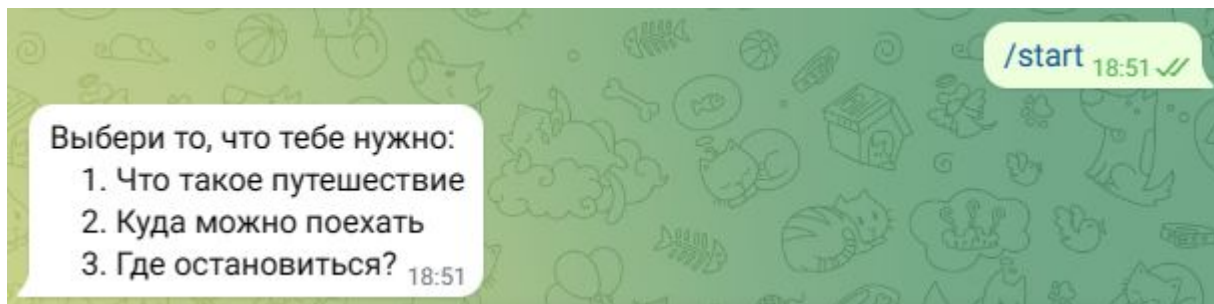 /start 18:51
Выбери то, что тебе нужно:
1. Что такое путешествие
2. Куда можно поехать
3. Где остановиться? 18:51